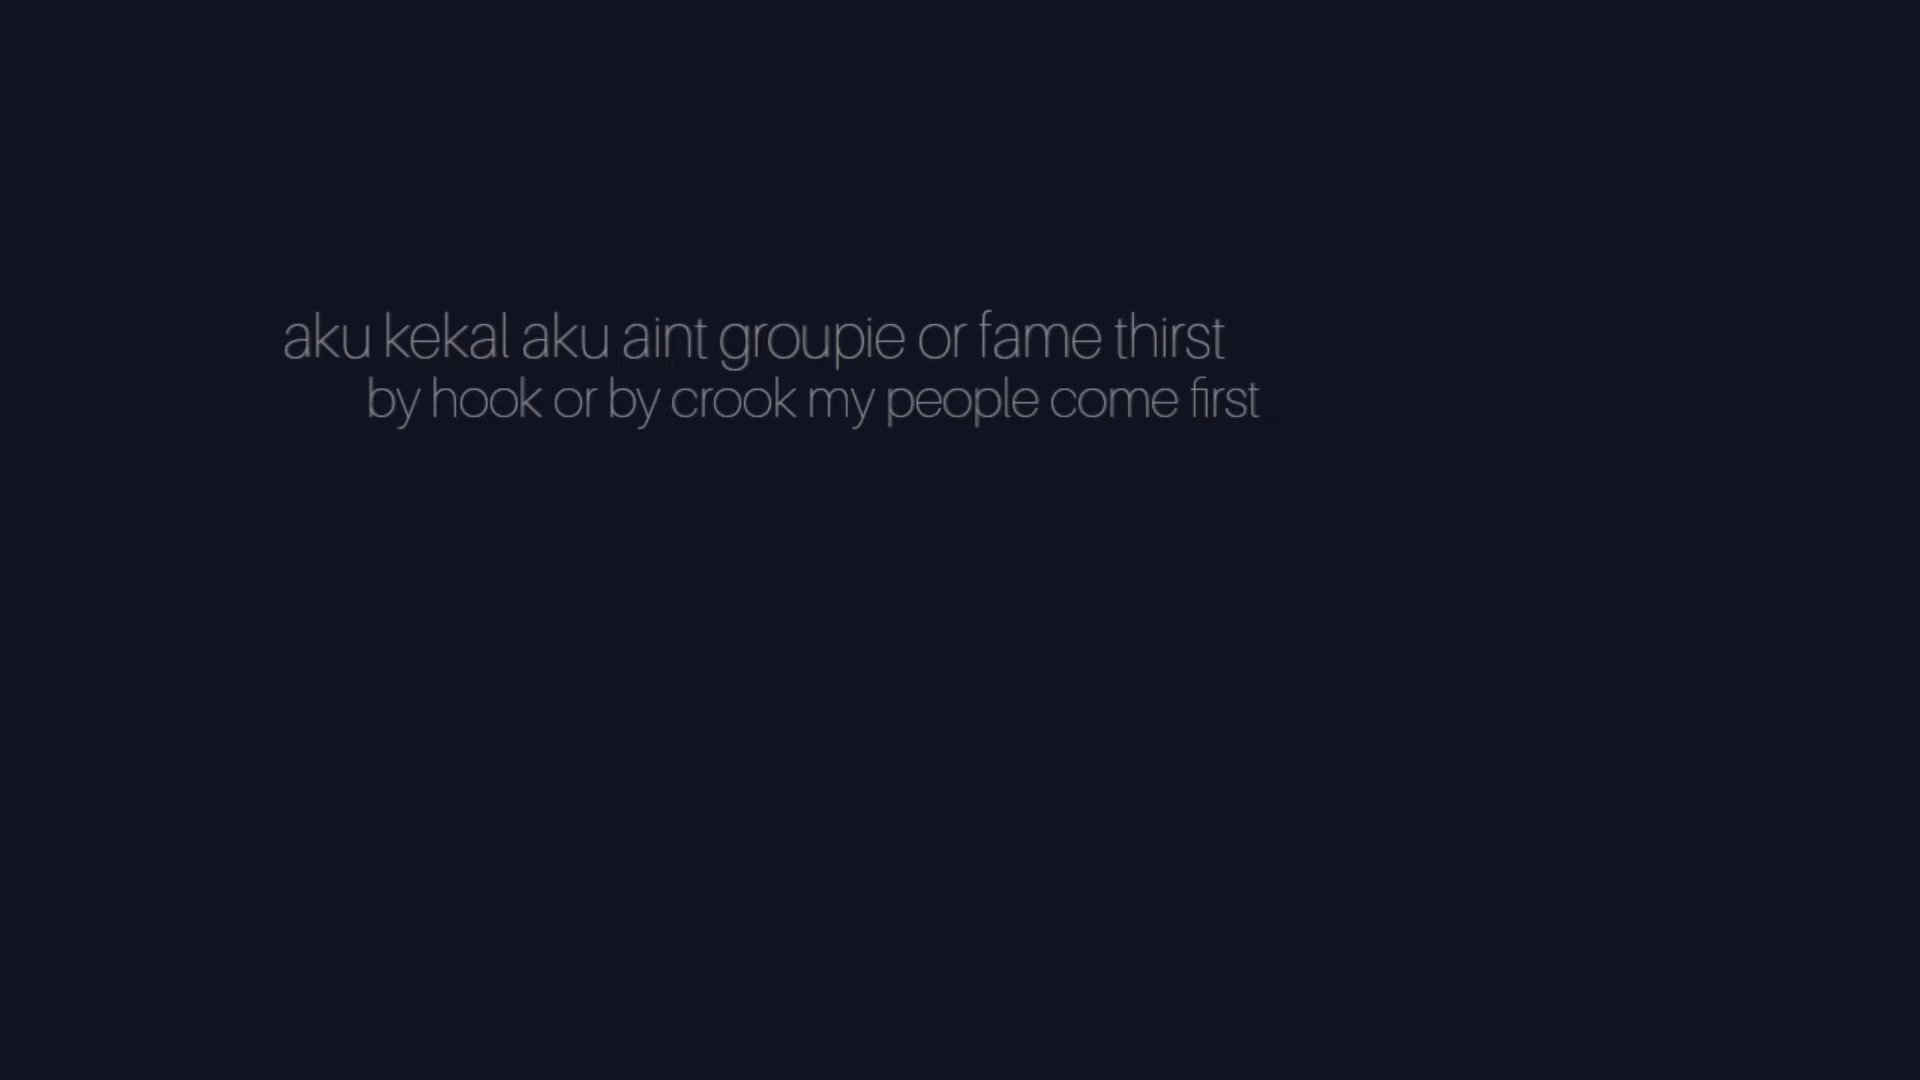 aku kekal aku aint groupie or fame thirst
by hook or by crook my people come first